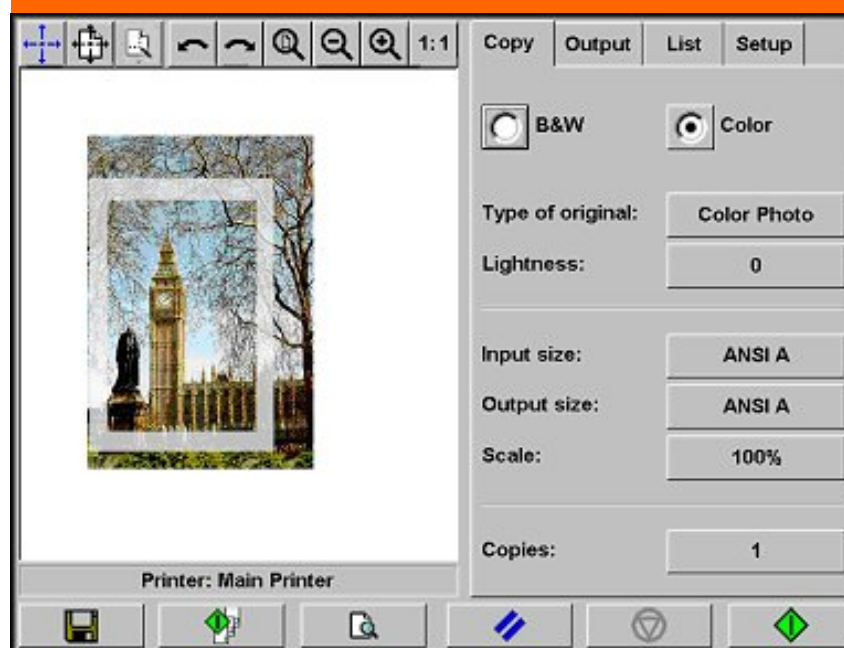 1:1
Copy Output List Setup
B&W Color
Type of original: Color Photo
Lightness: 0
Input size: ANSI A
Output size: ANSI A
Scale: 100%
Copies: 1
Printer: Main Printer